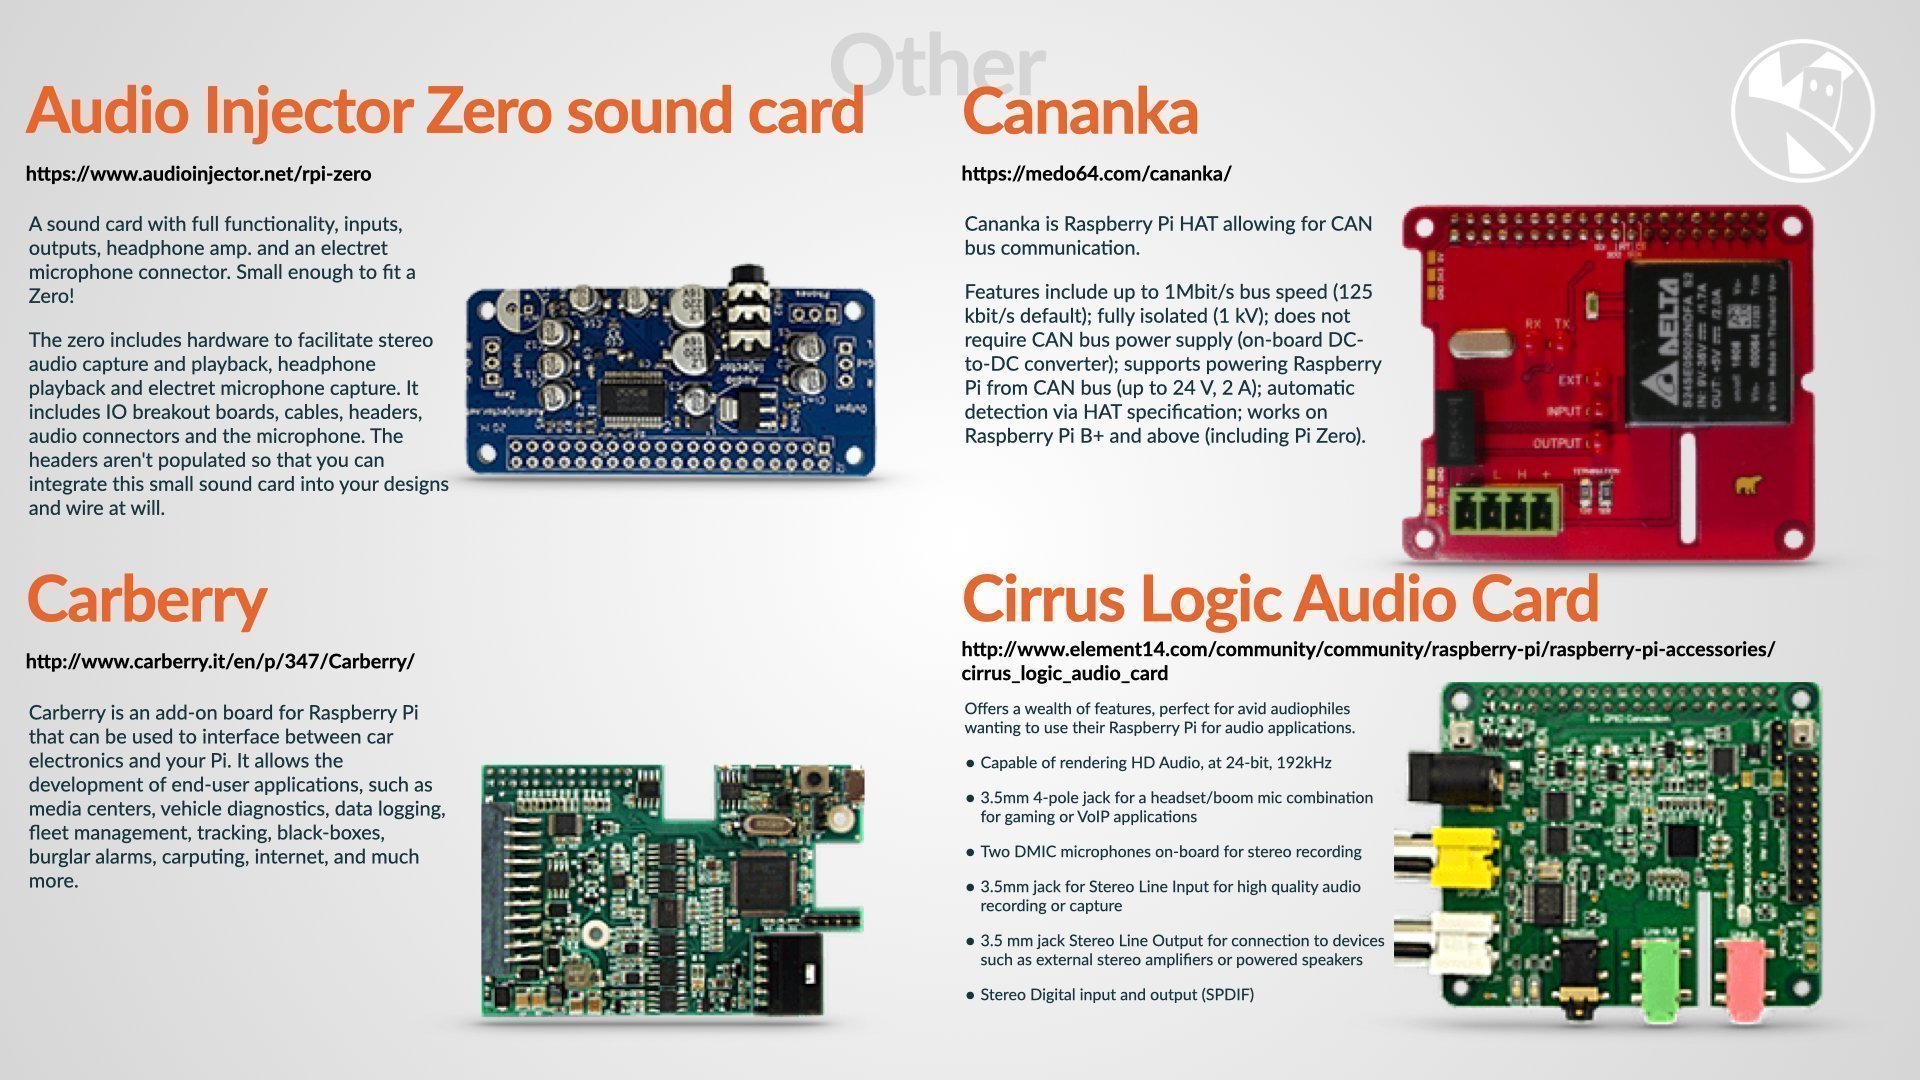 Other
Audio Injector Zero sound card
https://www.audioinjector.net/rpi-zero
A sound card with full functionality, inputs,
outputs, headphone amp. and an electret
microphone connector. Small enough to fit a
Zero!
The zero includes hardware to facilitate stereo
audio capture and playback, headphone
playback and electret microphone capture. It
includes IO breakout boards, cables, headers,
audio connectors and the microphone. The
headers aren't populated so that you can
integrate this small sound card into your designs
and wire at will.
Cananka
https://medo64.com/cananka/
Cananka is Raspberry Pi HAT allowing for CAN
bus communication.
Features include up to 1Mbit/s bus speed (125
kbit/s default); fully isolated (1 kV); does not
require CAN bus power supply (on-board DC-
to-DC converter); supports powering Raspberry
Pi from CAN bus (up to 24 V, 2 A); automatic
detection via HAT specification; works on
Raspberry Pi B+ and above (including Pi Zero).
RX TX
EXT
INPUT
OUTPUT
L H +
Carberry
http://www.carberry.it/en/p/347/Carberry/
Carberry is an add-on board for Raspberry Pi
that can be used to interface between car
electronics and your Pi. It allows the
development of end-user applications, such as
media centers, vehicle diagnostics, data logging,
fleet management, tracking, black-boxes,
burglar alarms, carputing, internet, and much
more.
Cirrus Logic Audio Card
http://www.element14.com/community/community/raspberry-pi/raspberry-pi-accessories/
cirrus_logic_audio_card
Offers a wealth of features, perfect for avid audiophiles
wanting to use their Raspberry Pi for audio applications.
• Capable of rendering HD Audio, at 24-bit, 192kHz
• 3.5mm 4-pole jack for a headset/boom mic combination
for gaming or VoIP applications
• Two DMIC microphones on-board for stereo recording
• 3.5mm jack for Stereo Line Input for high quality audio
recording or capture
• 3.5 mm jack Stereo Line Output for connection to devices
such as external stereo amplifiers or powered speakers
• Stereo Digital input and output (SPDIF)